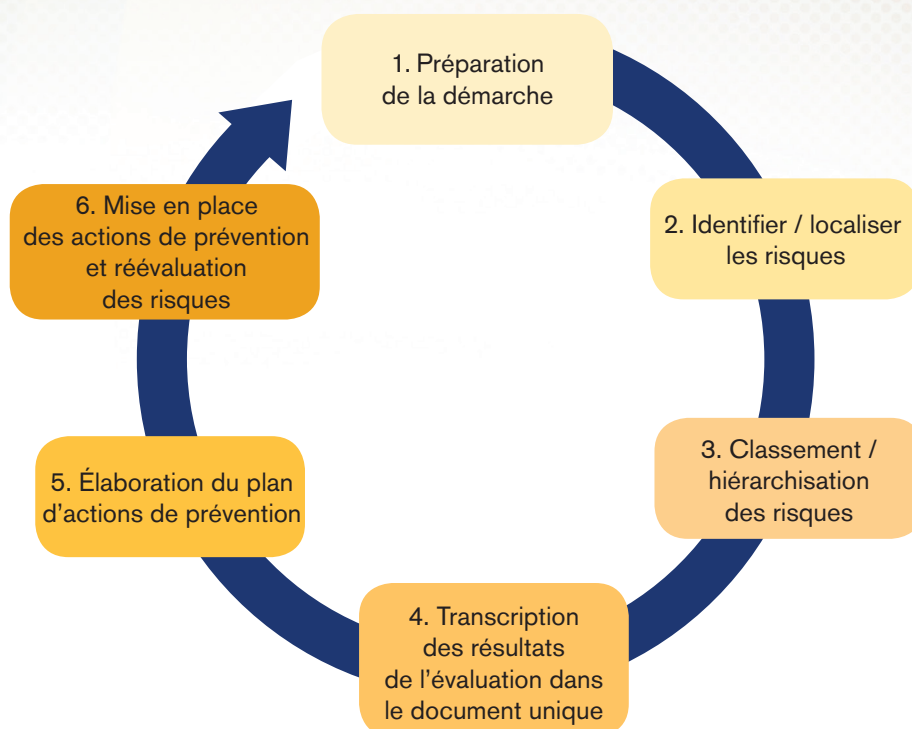 1. Préparation
de la démarche
2. Identifier / localiser
les risques
3. Classement /
hiérarchisation
des risques
4. Transcription
des résultats
de l’évaluation dans
le document unique
5. Élaboration du plan
d’actions de prévention
6. Mise en place
des actions de prévention
et réévaluation
des risques